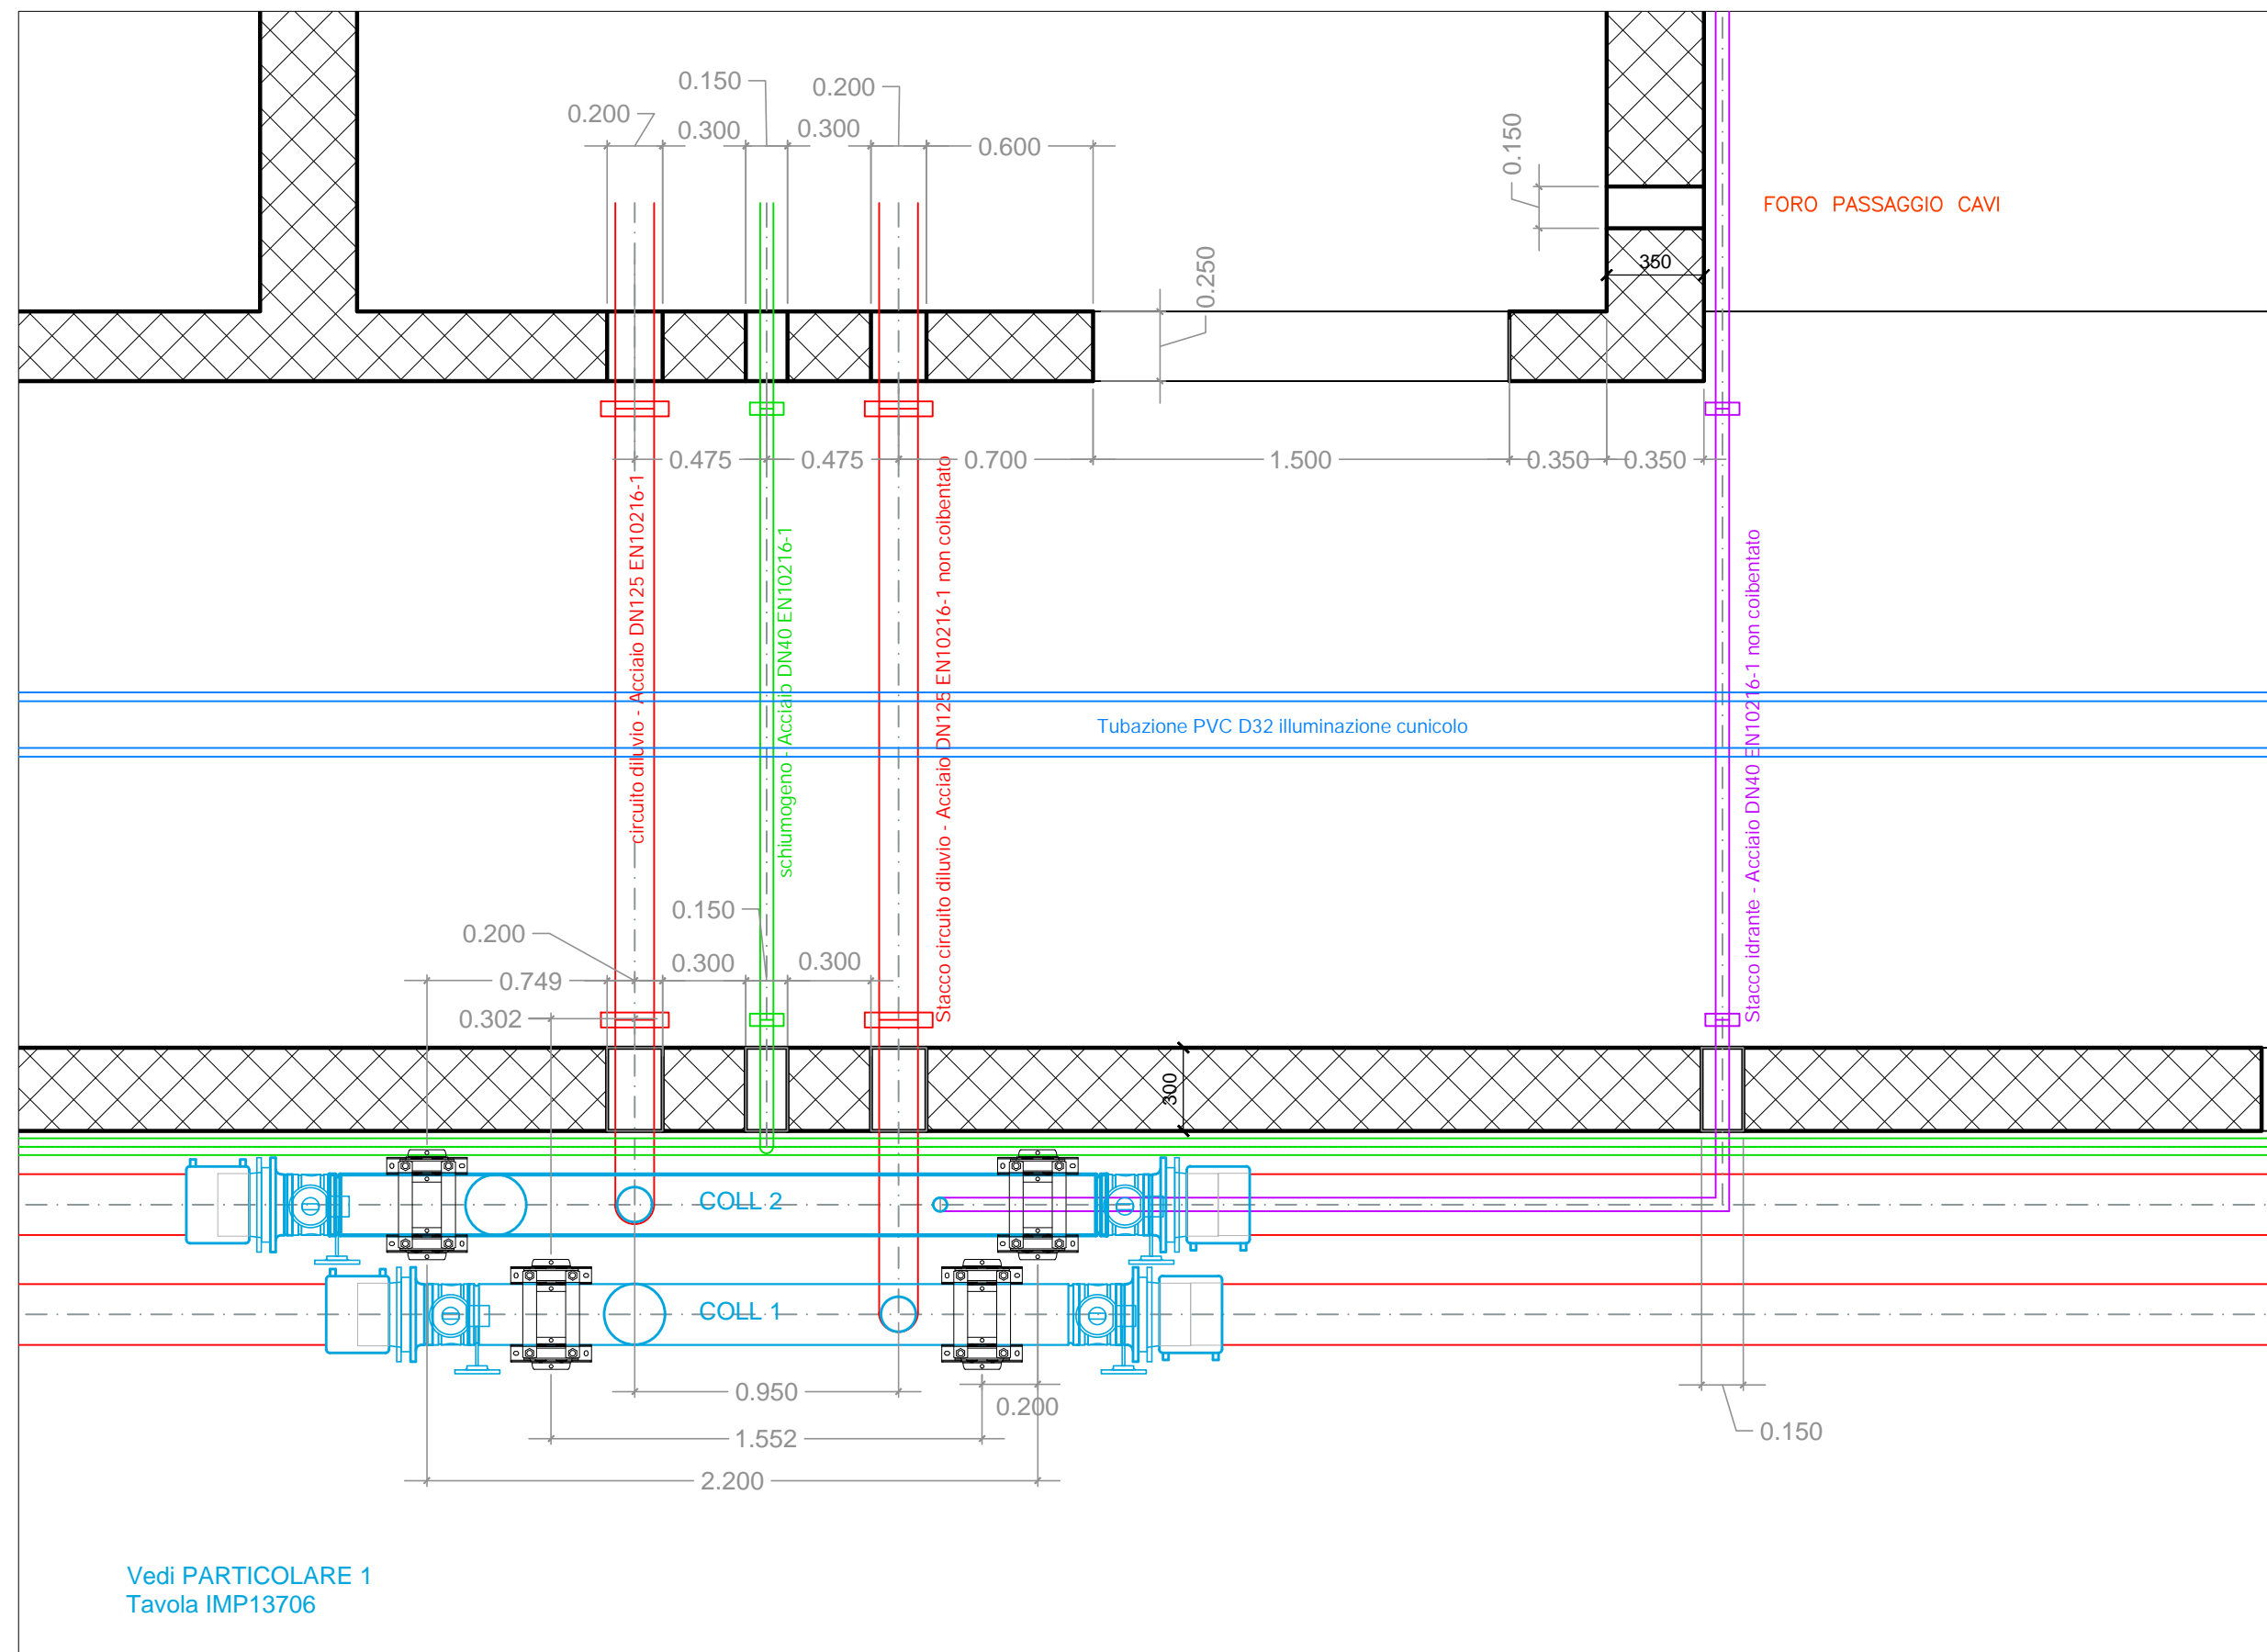 0.150
0.200
0.200
0.300
0.300
0.600
0.150
FORO PASSAGGIO CAVI
350
0.250
0.475
0.475
0.700
1.500
0.350
0.350
circuito diluvio - Acciaio DN125 EN10216-1
schiumogeno - Acciaio DN40 EN10216-1
Stacco circuito diluvio - Acciaio DN125 EN10216-1 non coibentato
Stacco idrante - Acciaio DN40 EN10216-1 non coibentato
Tubazione PVC D32 illuminazione cunicolo
0.150
0.200
0.749
0.300
0.300
0.302
300
COLL 2
COLL 1
0.950
0.200
1.552
0.150
2.200
Vedi PARTICOLARE 1
Tavola IMP13706